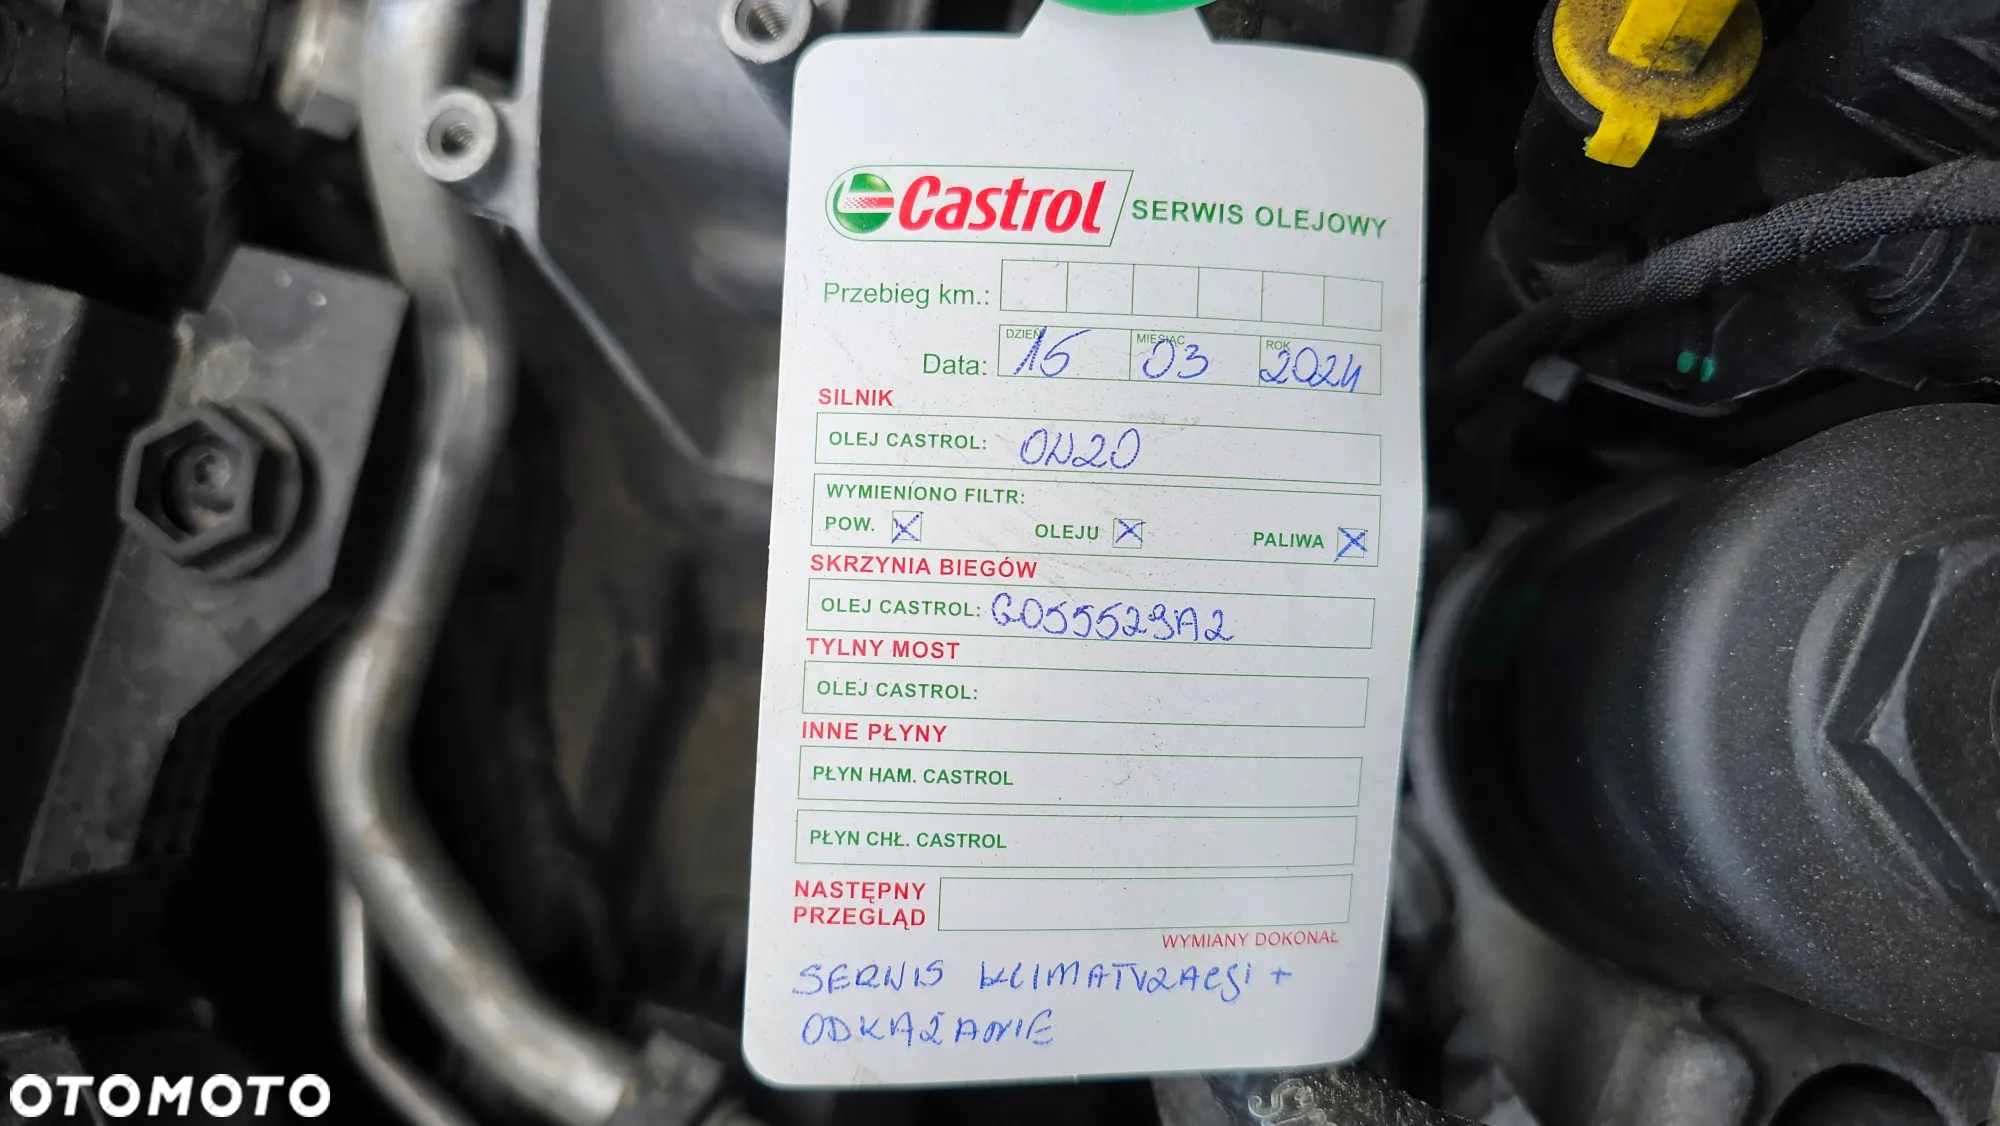 Castrol SERWIS OLEJOWY
Przebieg km.:
Data: DZIEŃ 15 MIESIĄC 03 ROK 2024
SILNIK
OLEJ CASTROL: 0W20
WYMIENIONO FILTR:
POW. OLEJU PALIWA
SKRZYNIA BIEGÓW
OLEJ CASTROL: G055529A2
TYLNY MOST
OLEJ CASTROL:
INNE PŁYNY
PŁYN HAM. CASTROL
PŁYN CHŁ. CASTROL
NASTĘPNY
PRZEGLĄD
WYMIANY DOKONAŁ
SERWIS KLIMATYZACJI +
ODKAŻANIE
OTOMOTO